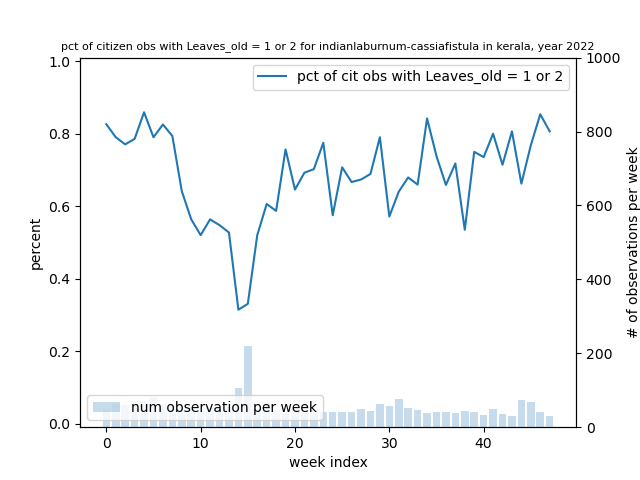 pct of citizen obs with Leaves_old = 1 or 2 for indianlaburnum-cassiafistula in kerala, year 2022
pct of cit obs with Leaves_old = 1 or 2
1.0
0.8
0.6
0.4
0.2
0.0
percent
1000
800
600
400
200
0
# of observations per week
num observation per week
0
10
20
30
40
week index